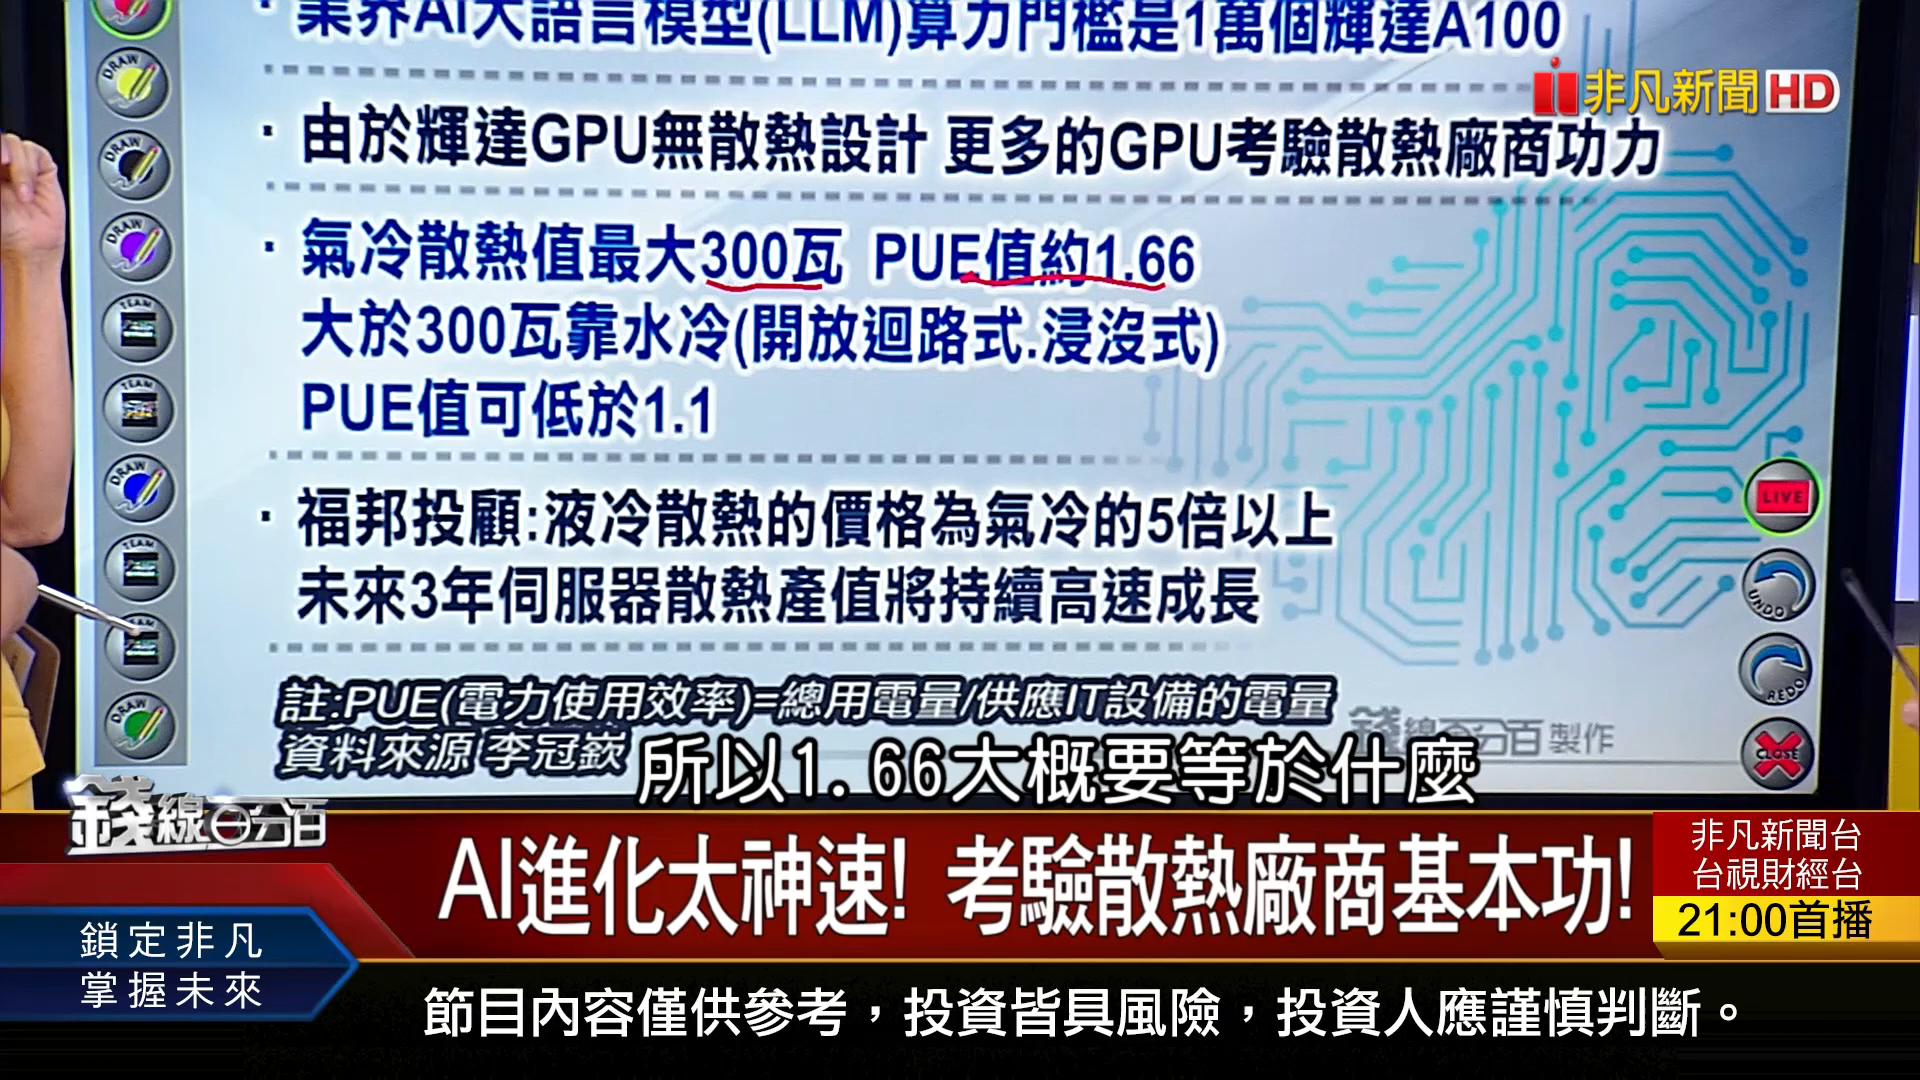 業界AI大語言模型(LLM)算力門檻是1萬個輝達A100
非凡新聞HD
·由於輝達GPU無散熱設計 更多的GPU考驗散熱廠商功力
·氣冷散熱值最大300瓦 PUE值約1.66
大於300瓦靠水冷(開放迴路式.浸沒式)
PUE值可低於1.1
·福邦投顧:液冷散熱的價格為氣冷的5倍以上
未來3年伺服器散熱產值將持續高速成長
註:PUE(電力使用效率)=總用電量/供應IT設備的電量
資料來源 李冠嶔
錢線百分百 製作
DRAW
DRAW
DRAW
TEAM
TEAM
DRAW
TEAM
TEAM
DRAW
LIVE
UNDO
REDO
CLOSE
所以1.66大概要等於什麼
錢線百分百
AI進化太神速! 考驗散熱廠商基本功!
非凡新聞台
台視財經台
21:00首播
鎖定非凡
掌握未來
節目內容僅供參考，投資皆具風險，投資人應謹慎判斷。